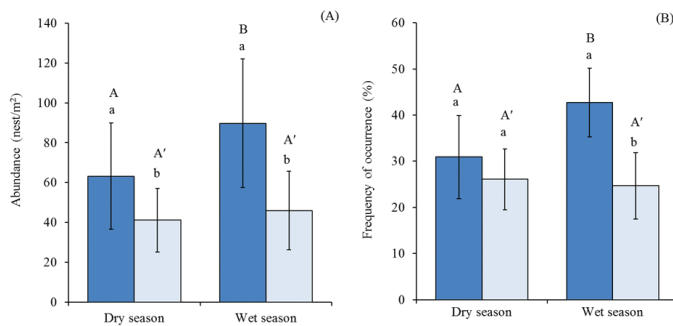 (A)
Abundance (nest/m²)
140
120
100
80
60
40
20
0
A
a
A′
b
B
a
A′
b
Dry season
Wet season
(B)
Frequency of occurrence (%)
60
50
40
30
20
10
0
A
a
A′
a
B
a
A′
b
Dry season
Wet season